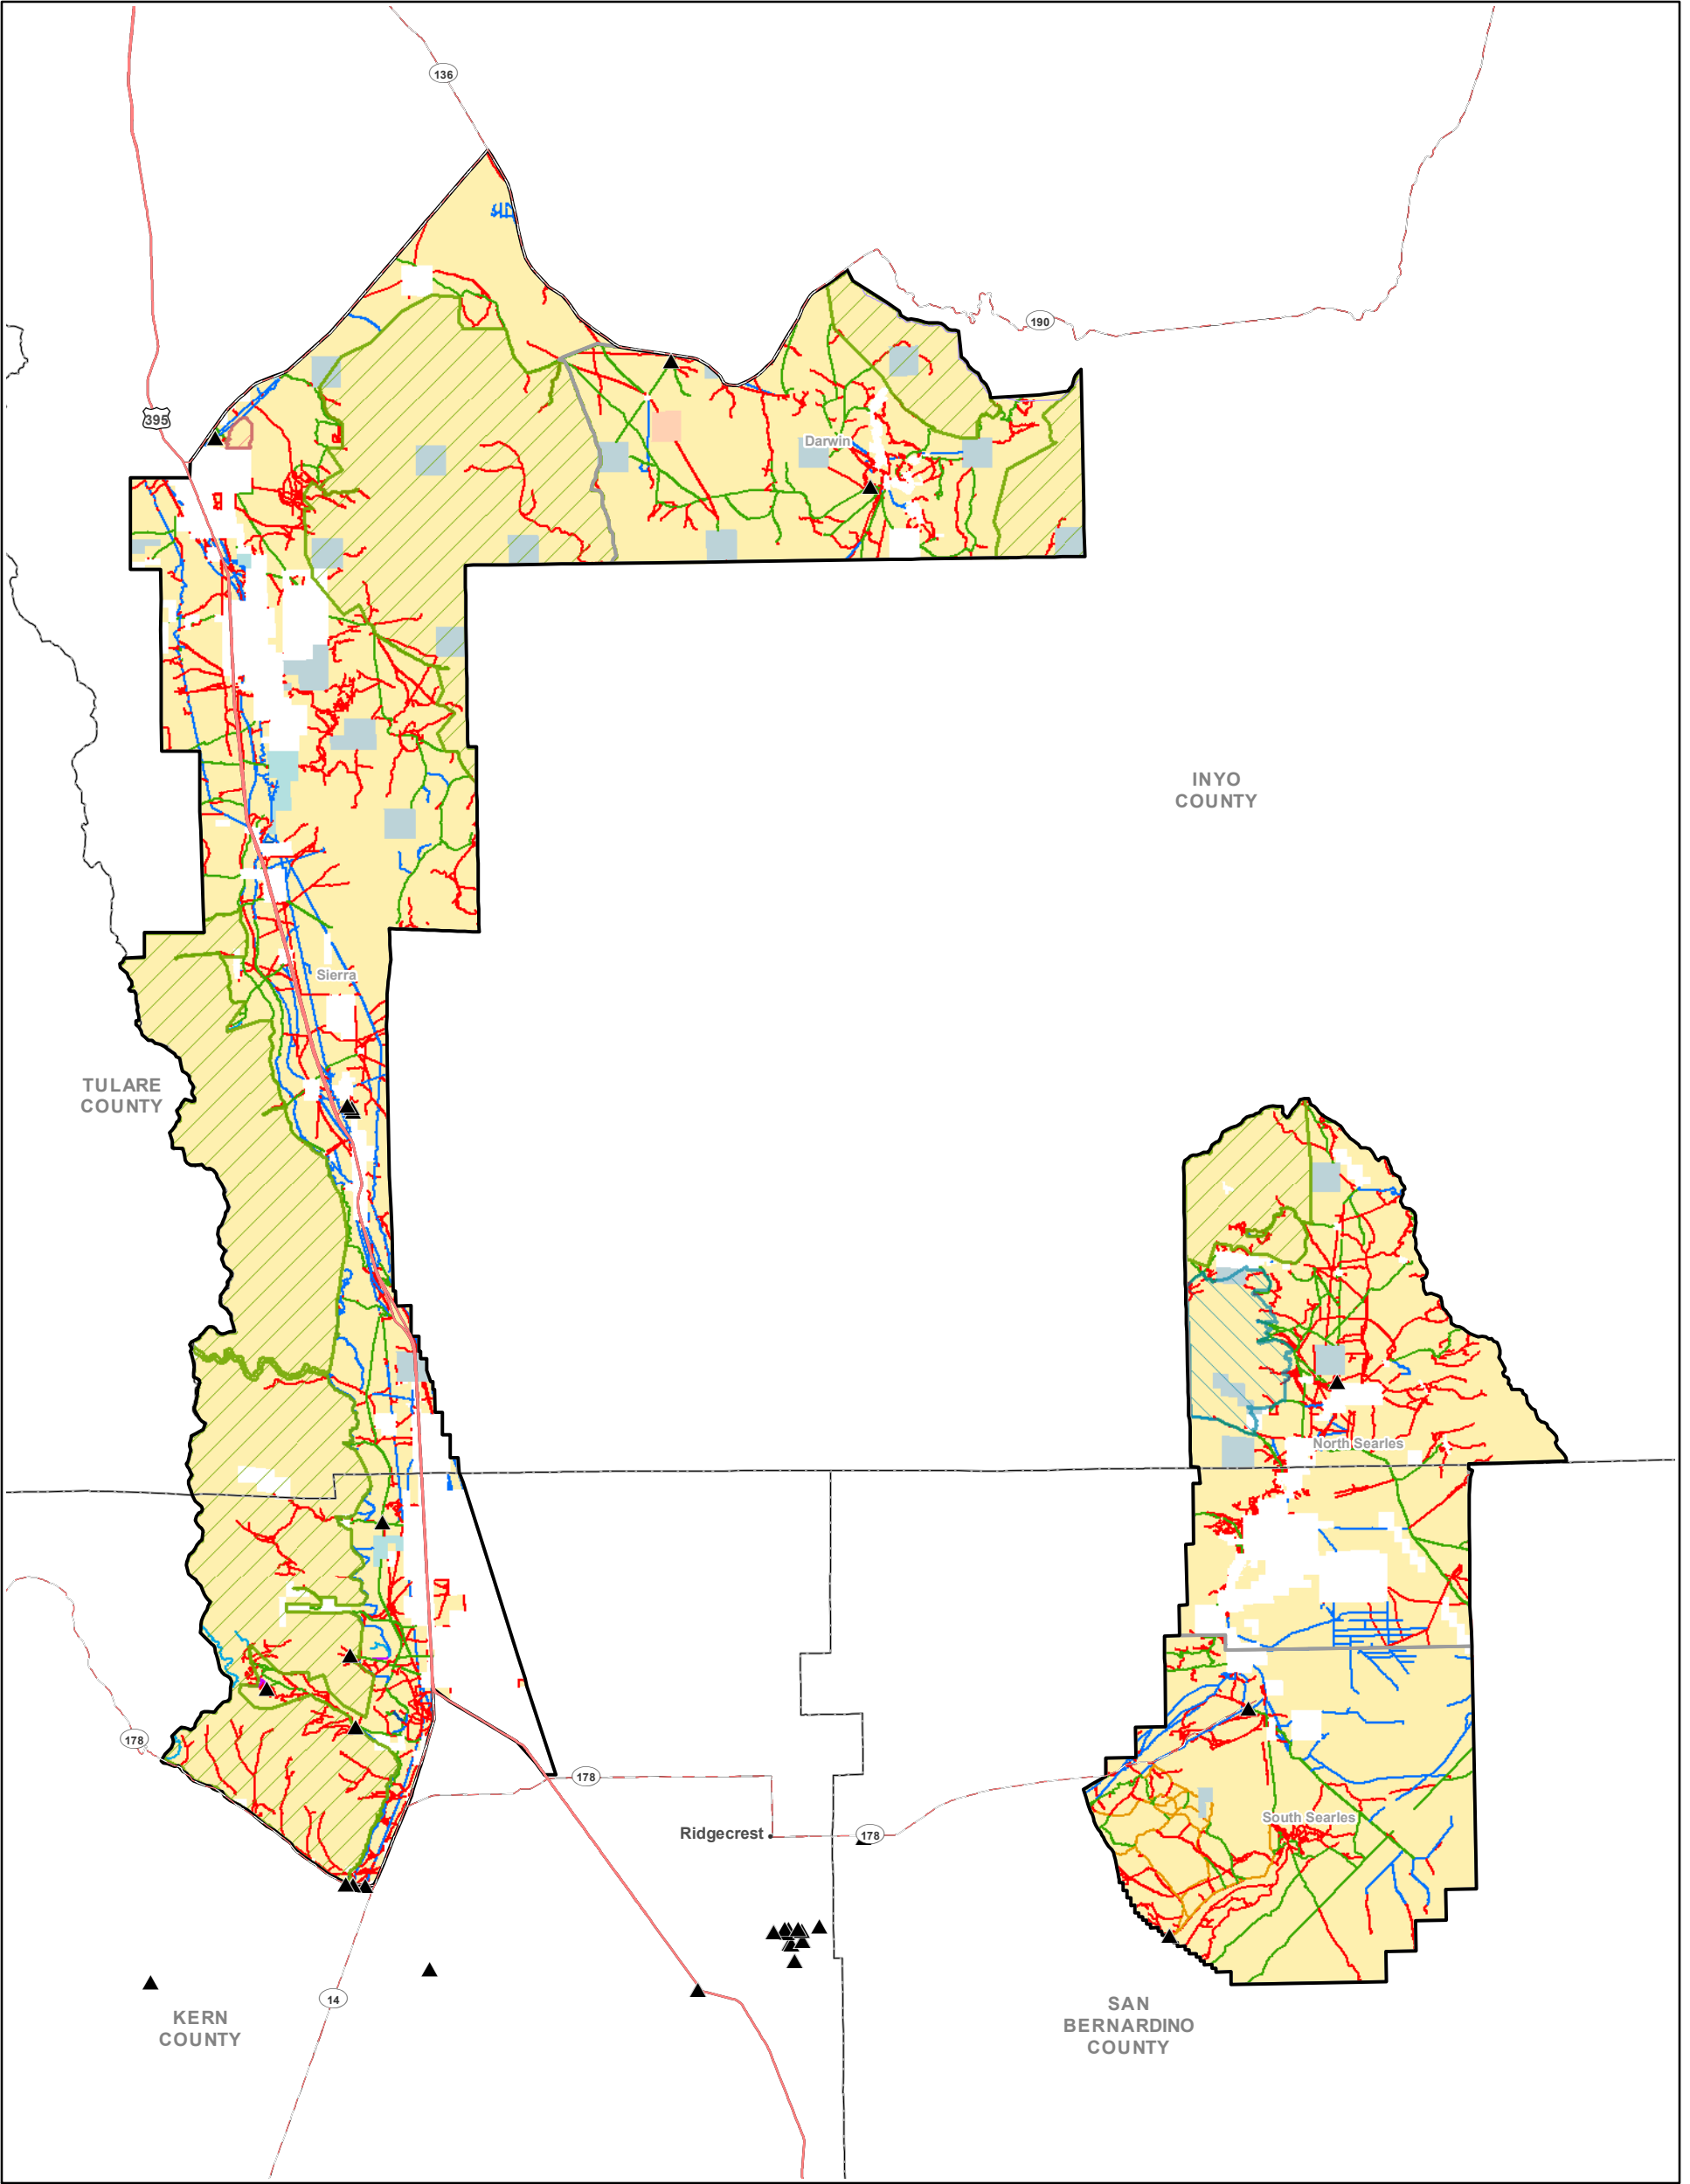 136
190
395
Darwin
INYO
COUNTY
Sierra
TULARE
COUNTY
North Searles
178
178
Ridgecrest
178
South Searles
14
KERN
COUNTY
SAN
BERNARDINO
COUNTY